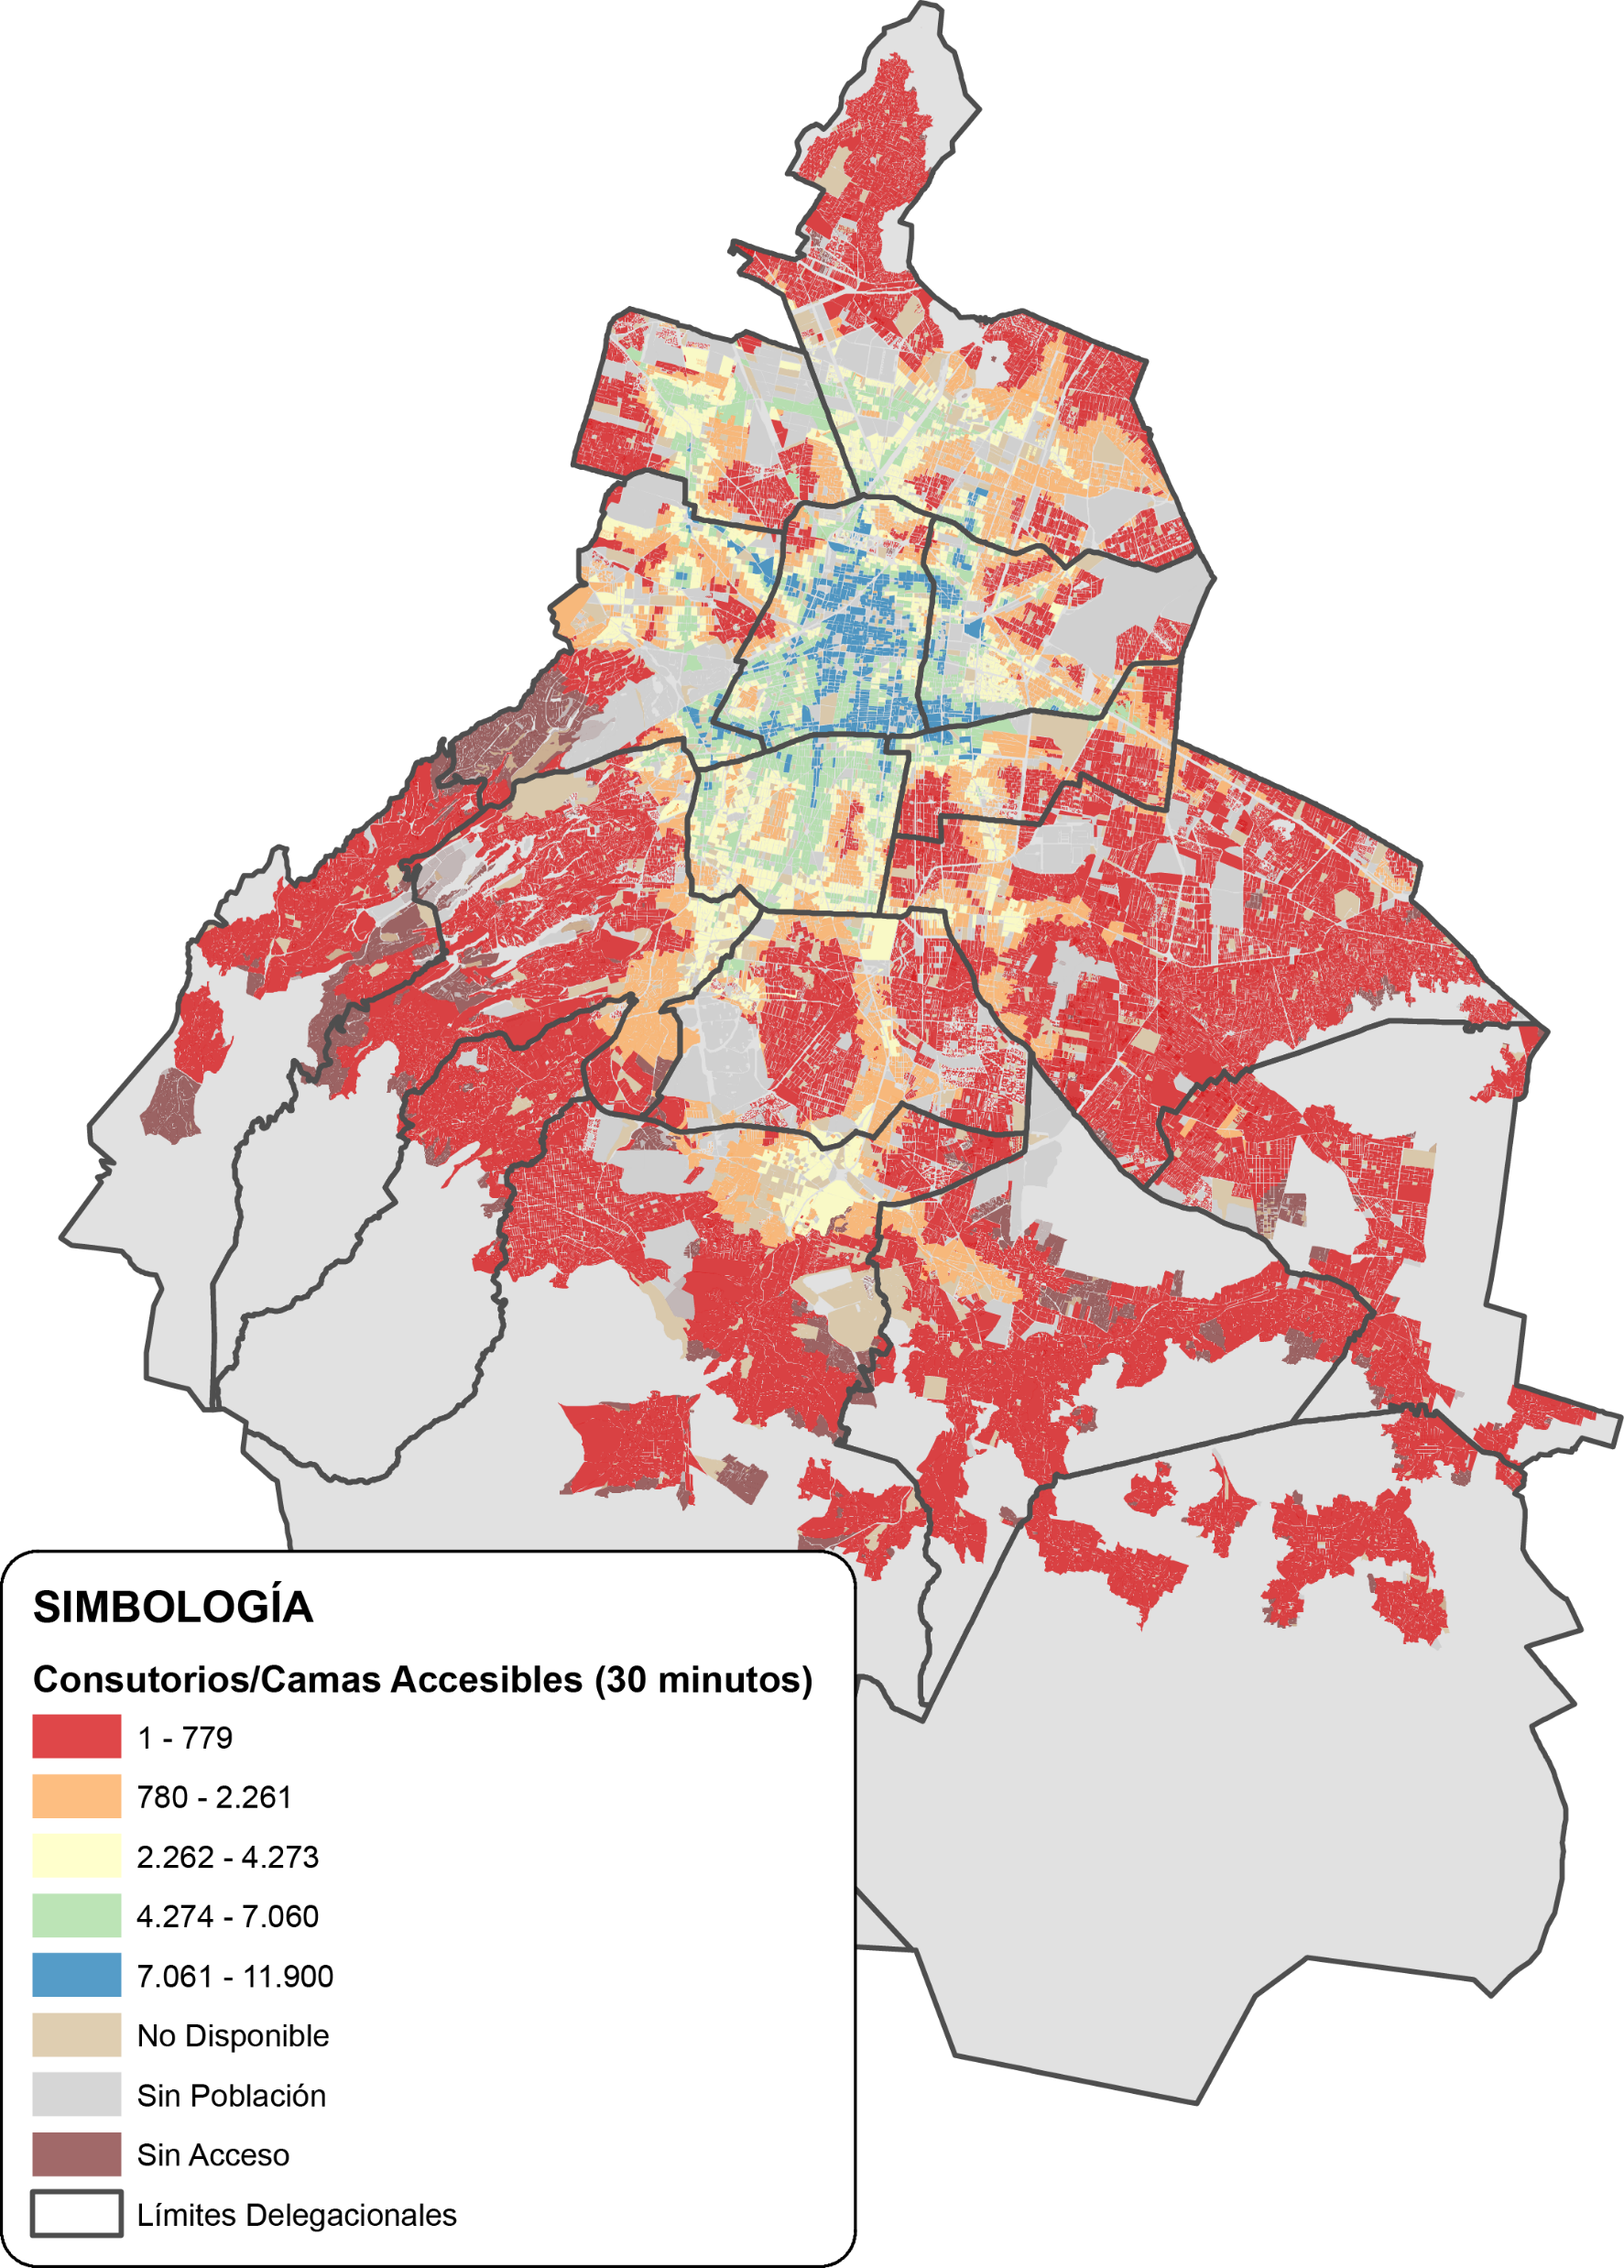 SIMBOLOGÍA
Consutorios/Camas Accesibles (30 minutos)
1 - 779
780 - 2.261
2.262 - 4.273
4.274 - 7.060
7.061 - 11.900
No Disponible
Sin Población
Sin Acceso
Límites Delegacionales